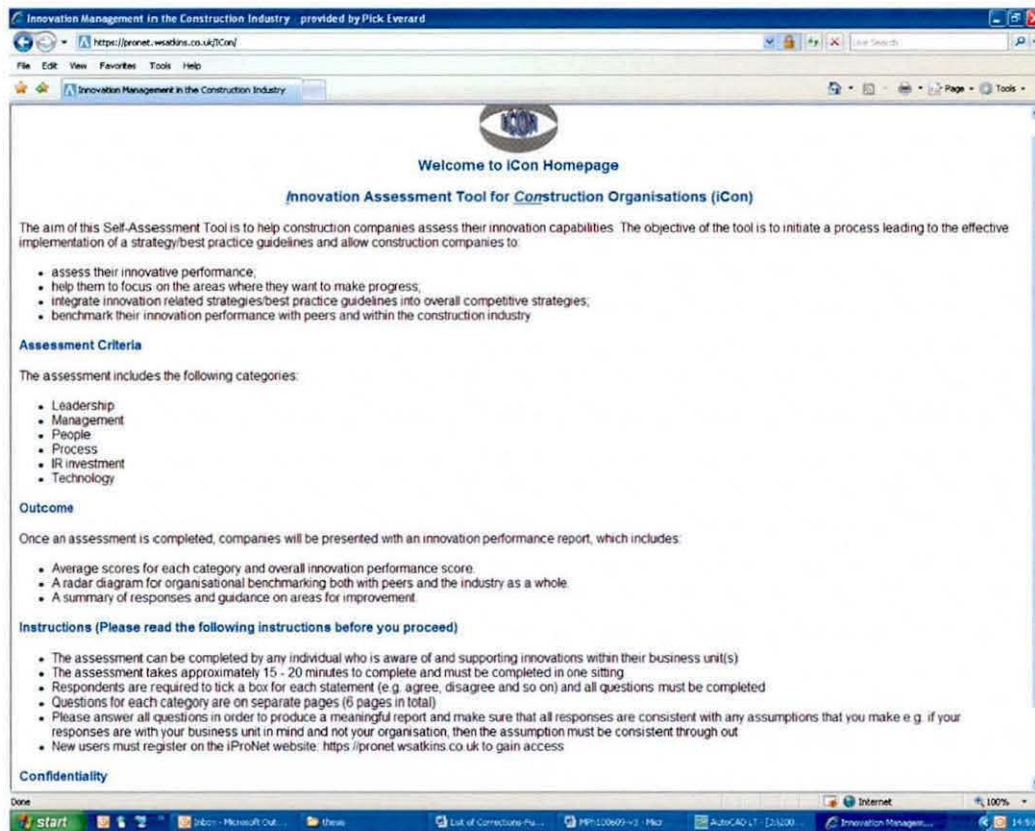 Innovation Management in the Construction Industry - provided by Pick Everard
https://pronet.wsatkins.co.uk/ICon/
Live Search
File Edit View Favorites Tools Help
Innovation Management in the Construction Industry
Page Tools
iCON
Welcome to iCon Homepage
Innovation Assessment Tool for Construction Organisations (iCon)
The aim of this Self-Assessment Tool is to help construction companies assess their innovation capabilities. The objective of the tool is to initiate a process leading to the effective
implementation of a strategy/best practice guidelines and allow construction companies to:
• assess their innovative performance;
• help them to focus on the areas where they want to make progress;
• integrate innovation related strategies/best practice guidelines into overall competitive strategies;
• benchmark their innovation performance with peers and within the construction industry
Assessment Criteria
The assessment includes the following categories:
• Leadership
• Management
• People
• Process
• IR investment
• Technology
Outcome
Once an assessment is completed, companies will be presented with an innovation performance report, which includes:
• Average scores for each category and overall innovation performance score.
• A radar diagram for organisational benchmarking both with peers and the industry as a whole.
• A summary of responses and guidance on areas for improvement.
Instructions (Please read the following instructions before you proceed)
• The assessment can be completed by any individual who is aware of and supporting innovations within their business unit(s)
• The assessment takes approximately 15 - 20 minutes to complete and must be completed in one sitting
• Respondents are required to tick a box for each statement (e.g. agree, disagree and so on) and all questions must be completed
• Questions for each category are on separate pages (6 pages in total)
• Please answer all questions in order to produce a meaningful report and make sure that all responses are consistent with any assumptions that you make e.g. if your
responses are with your business unit in mind and not your organisation, then the assumption must be consistent through out
• New users must register on the iProNet website: https://pronet.wsatkins.co.uk to gain access
Confidentiality
Done Internet 100%
start Inbox - Microsoft Out... thesis List of Corrections-Fu... MPh100609-v3 - Micr AutoCAD LT - [Innovation Managem...